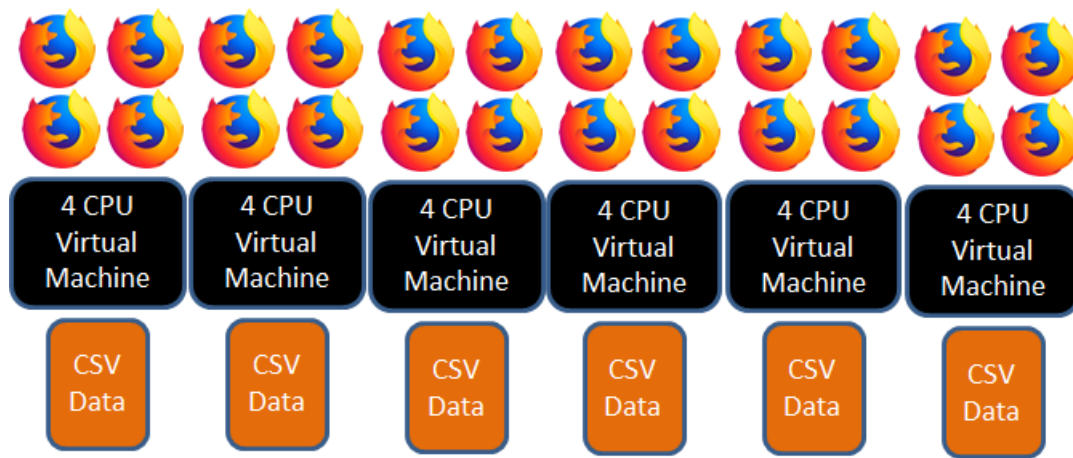 4 CPU
Virtual
Machine
4 CPU
Virtual
Machine
4 CPU
Virtual
Machine
4 CPU
Virtual
Machine
4 CPU
Virtual
Machine
4 CPU
Virtual
Machine
CSV
Data
CSV
Data
CSV
Data
CSV
Data
CSV
Data
CSV
Data